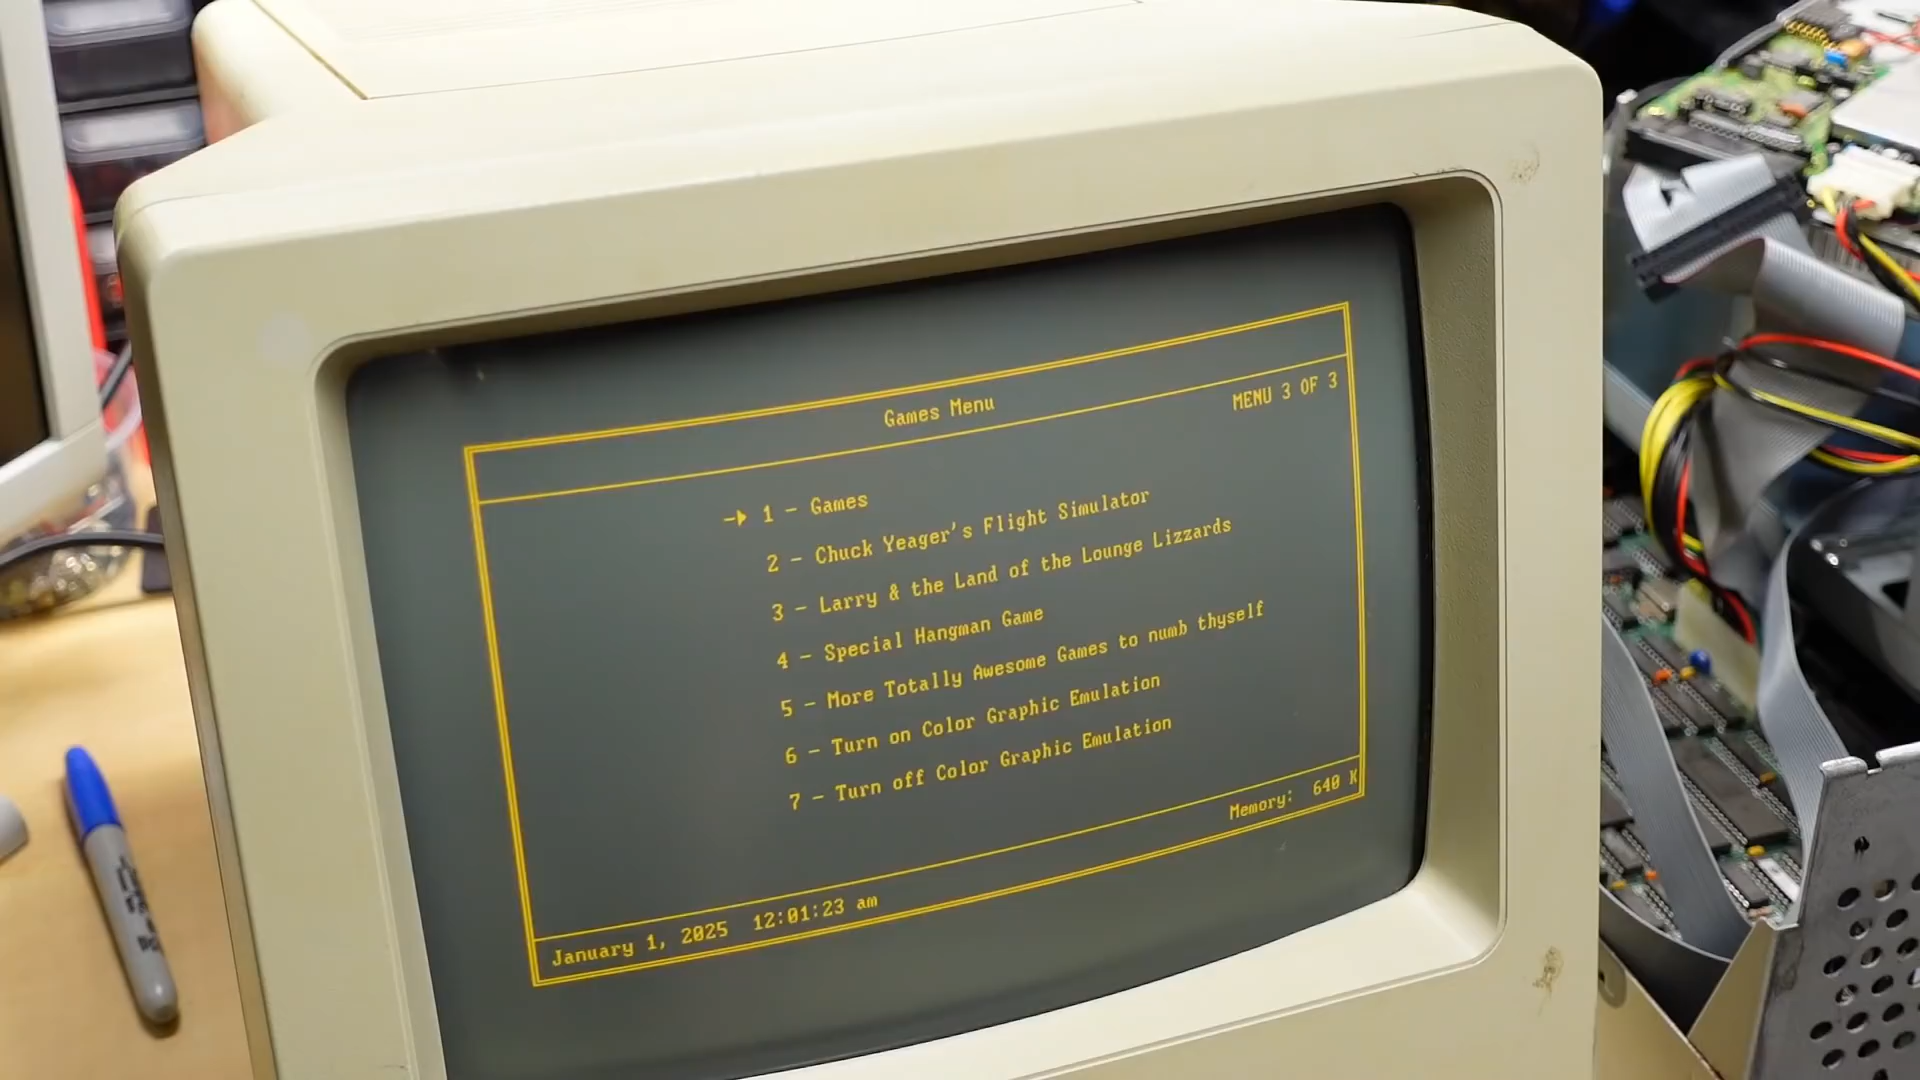 Games Menu
MENU 3 OF 3
1 - Games
2 - Chuck Yeager's Flight Simulator
3 - Larry & the Land of the Lounge Lizzards
4 - Special Hangman Game
5 - More Totally Awesome Games to numb thyself
6 - Turn on Color Graphic Emulation
7 - Turn off Color Graphic Emulation
Memory: 640 K
January 1, 2025 12:01:23 am